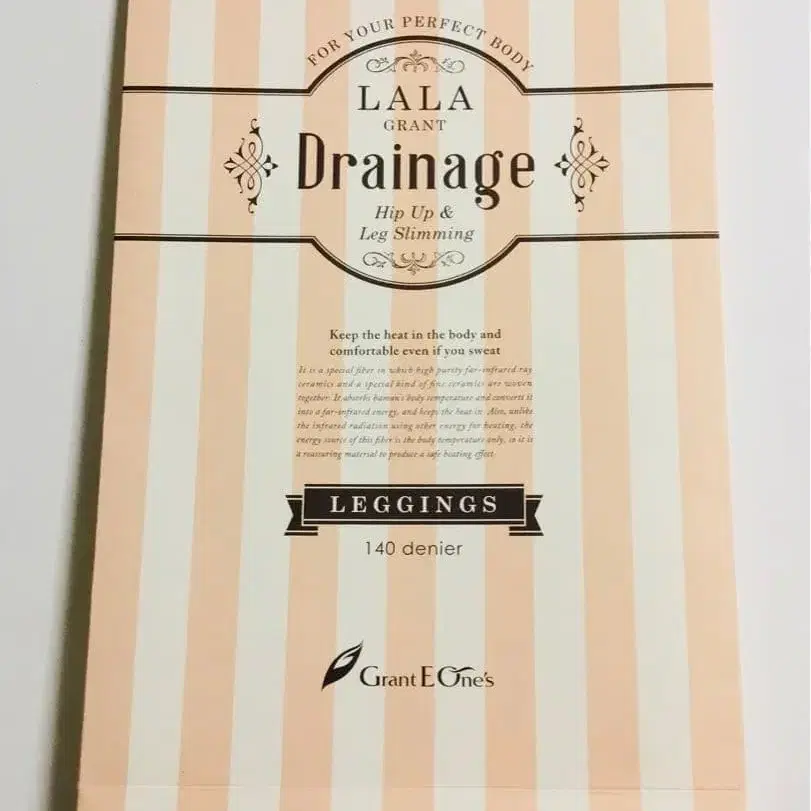 FOR YOUR PERFECT BODY
LALA
GRANT
Drainage
Hip Up &
Leg Slimming
Keep the heat in the body and
comfortable even if you sweat
It is a special fiber in which high purity far-infrared ray
ceramics and a special kind of fine ceramics are woven
together. It absorbs human's body temperature and converts it
into a far-infrared energy, and keeps the heat in. Also, unlike
the infrared radiation using other energy for heating, the
energy source of this fiber is the body temperature only, so it is
a reassuring material to produce a safe heating effect.
LEGGINGS
140 denier
Grant E One's